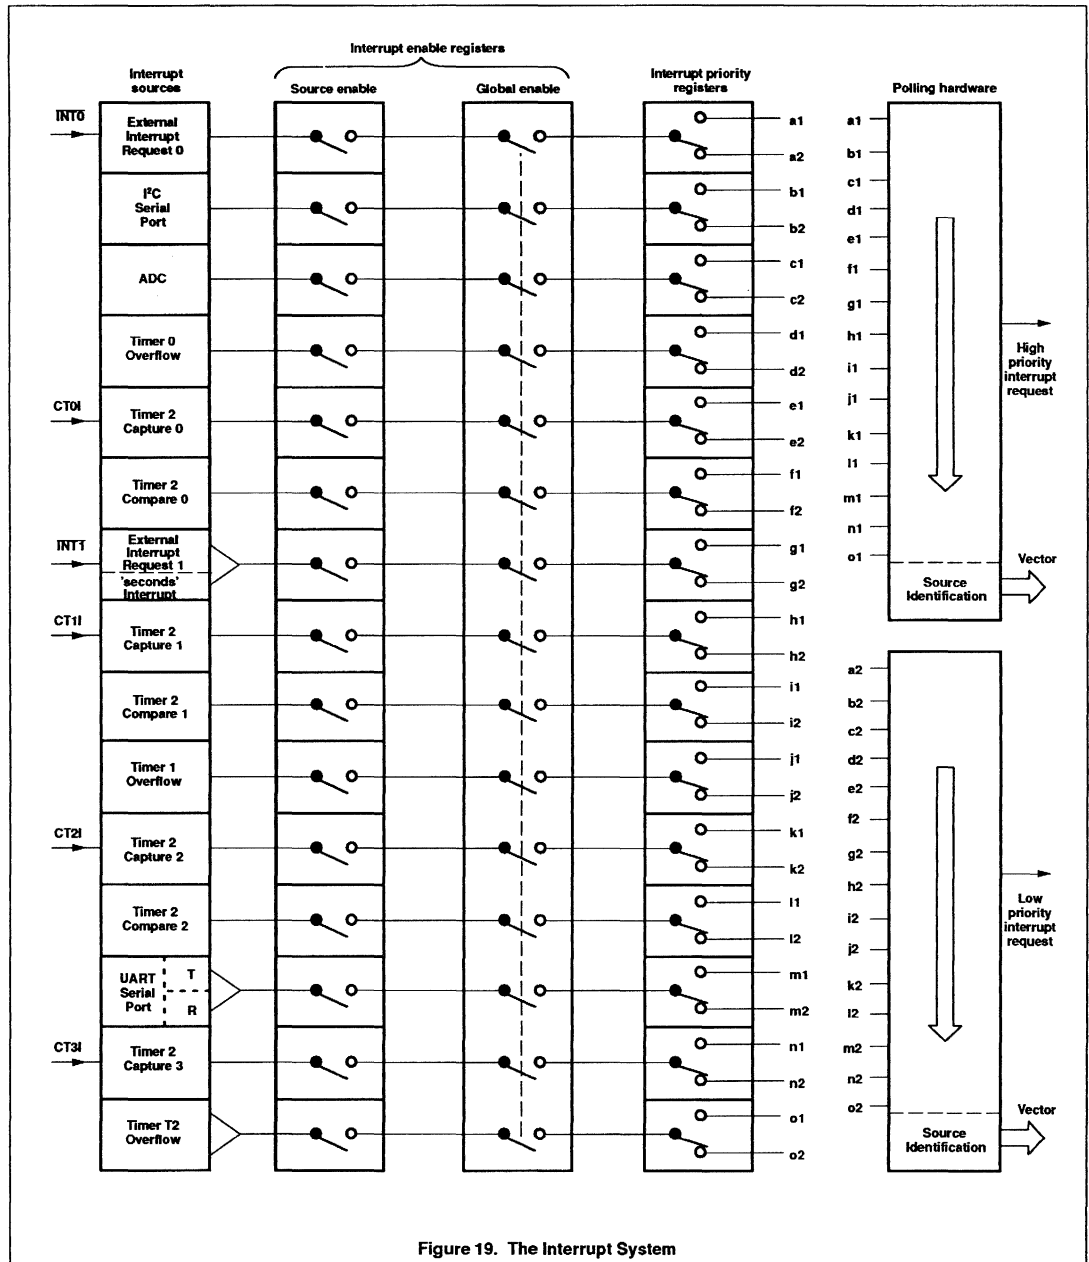 Interrupt enable registers
Interrupt
sources
Source enable
Global enable
Interrupt priority
registers
Polling hardware
INT0
External
Interrupt
Request 0
a1
a2
I²C
Serial
Port
b1
b2
ADC
c1
c2
Timer 0
Overflow
d1
d2
CT0I
Timer 2
Capture 0
e1
e2
Timer 2
Compare 0
f1
f2
INT1
External
Interrupt
Request 1
'seconds'
Interrupt
g1
g2
CT1I
Timer 2
Capture 1
h1
h2
Timer 2
Compare 1
i1
i2
Timer 1
Overflow
j1
j2
CT2I
Timer 2
Capture 2
k1
k2
Timer 2
Compare 2
l1
l2
UART
Serial
Port
T
R
m1
m2
CT3I
Timer 2
Capture 3
n1
n2
Timer T2
Overflow
o1
o2
a1
b1
c1
d1
e1
f1
g1
h1
i1
j1
k1
l1
m1
n1
o1
High
priority
interrupt
request
Source
Identification
Vector
a2
b2
c2
d2
e2
f2
g2
h2
i2
j2
k2
l2
m2
n2
o2
Low
priority
interrupt
request
Source
Identification
Vector
Figure 19. The Interrupt System